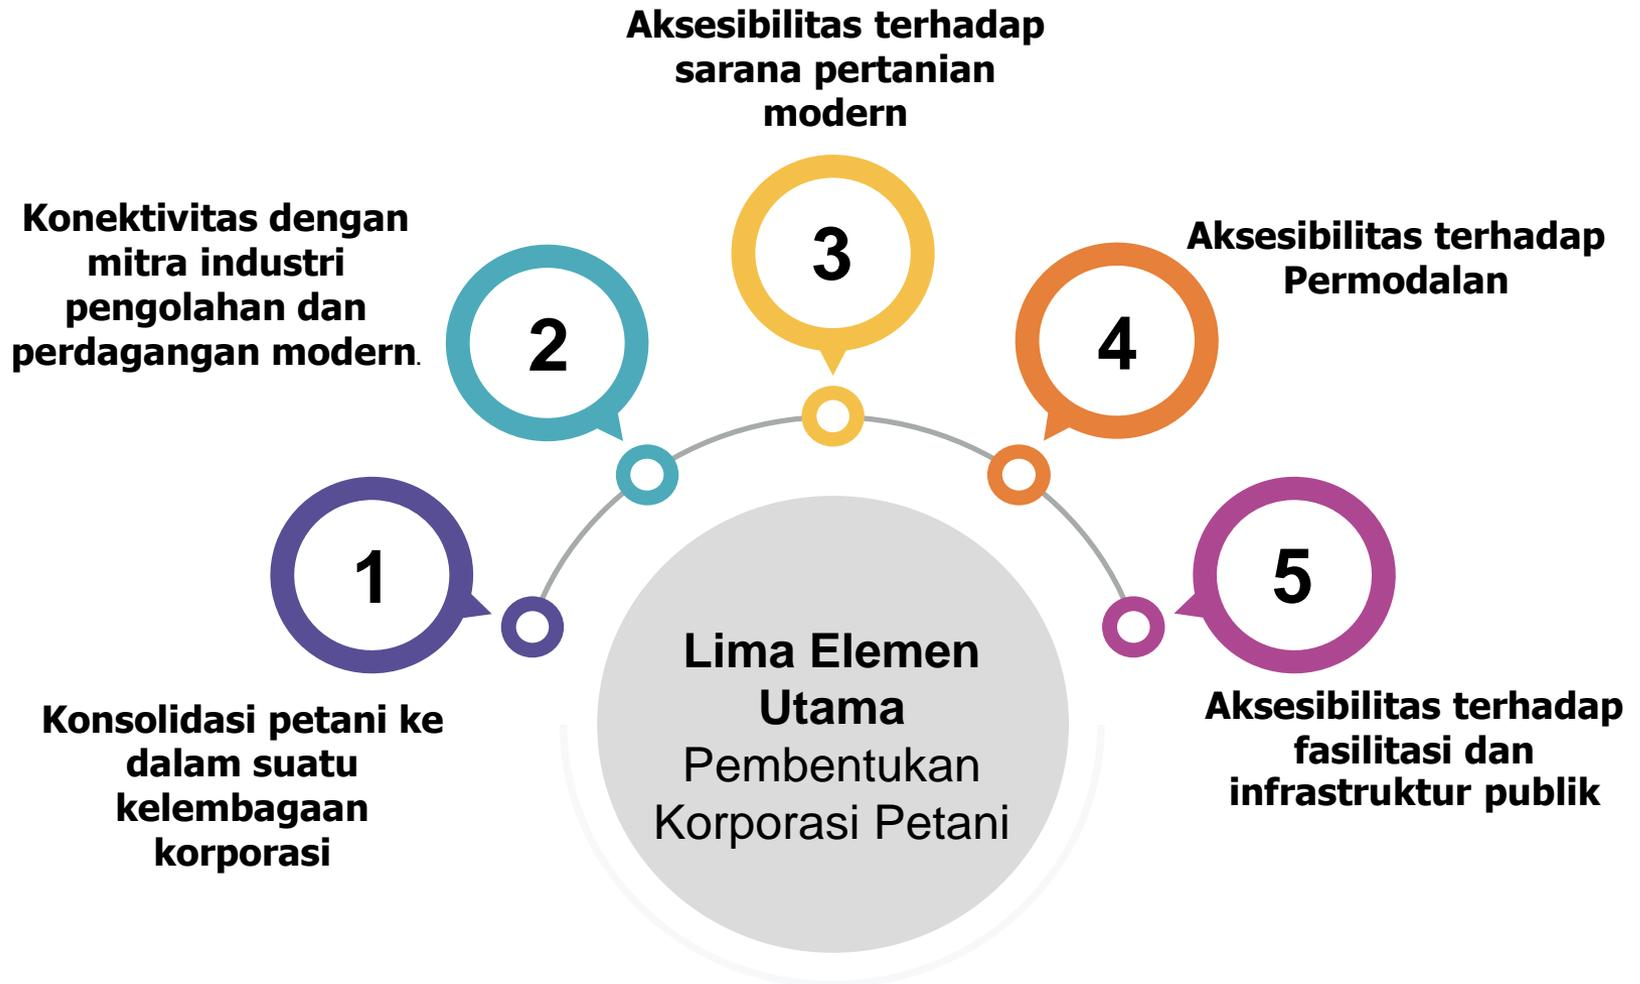 Aksesibilitas terhadap
sarana pertanian
modern
3
Konektivitas dengan
mitra industri
pengolahan dan
perdagangan modern.
2
4
Aksesibilitas terhadap
Permodalan
1
Konsolidasi petani ke
dalam suatu
kelembagaan
korporasi
Lima Elemen
Utama
Pembentukan
Korporasi Petani
5
Aksesibilitas terhadap
fasilitasi dan
infrastruktur publik